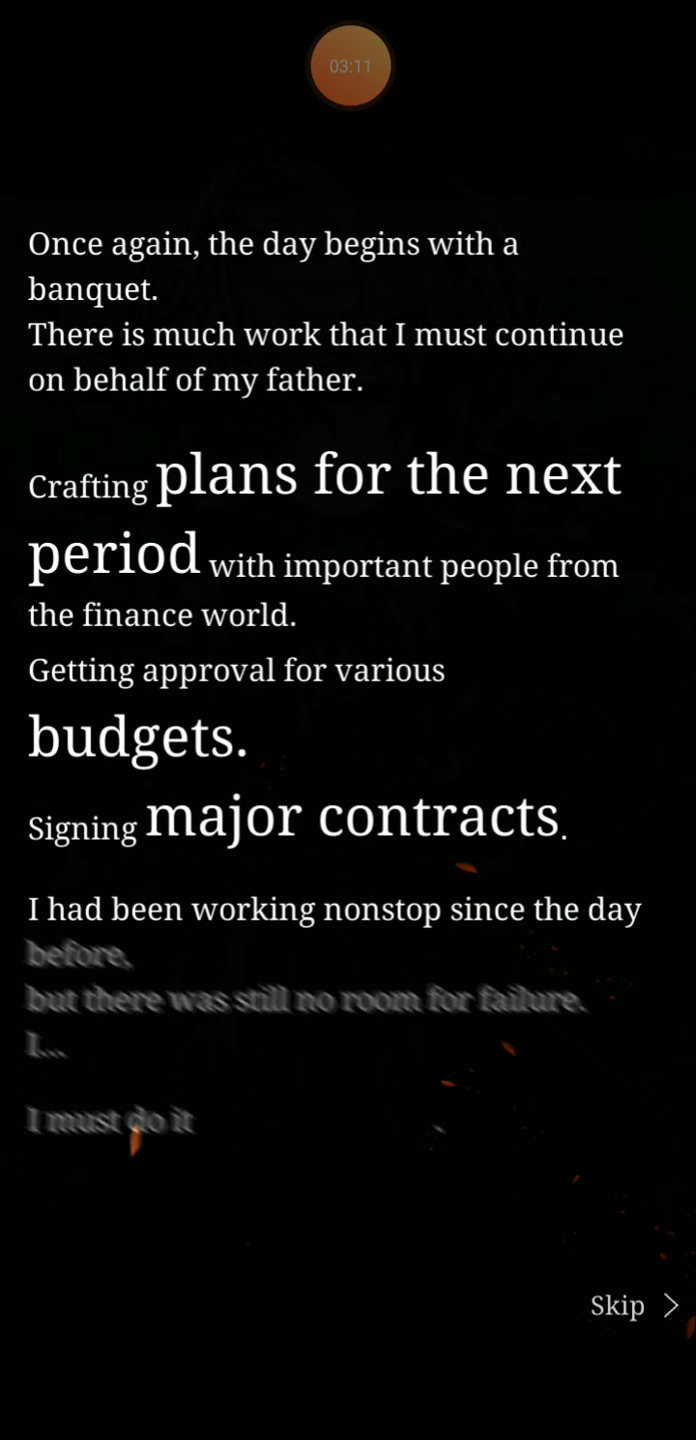 03:11
Once again, the day begins with a
banquet.
There is much work that I must continue
on behalf of my father.
Crafting plans for the next
period with important people from
the finance world.
Getting approval for various
budgets.
Signing major contracts.
I had been working nonstop since the day
before,
but there was still no room for failure.
I...
I must do it
Skip